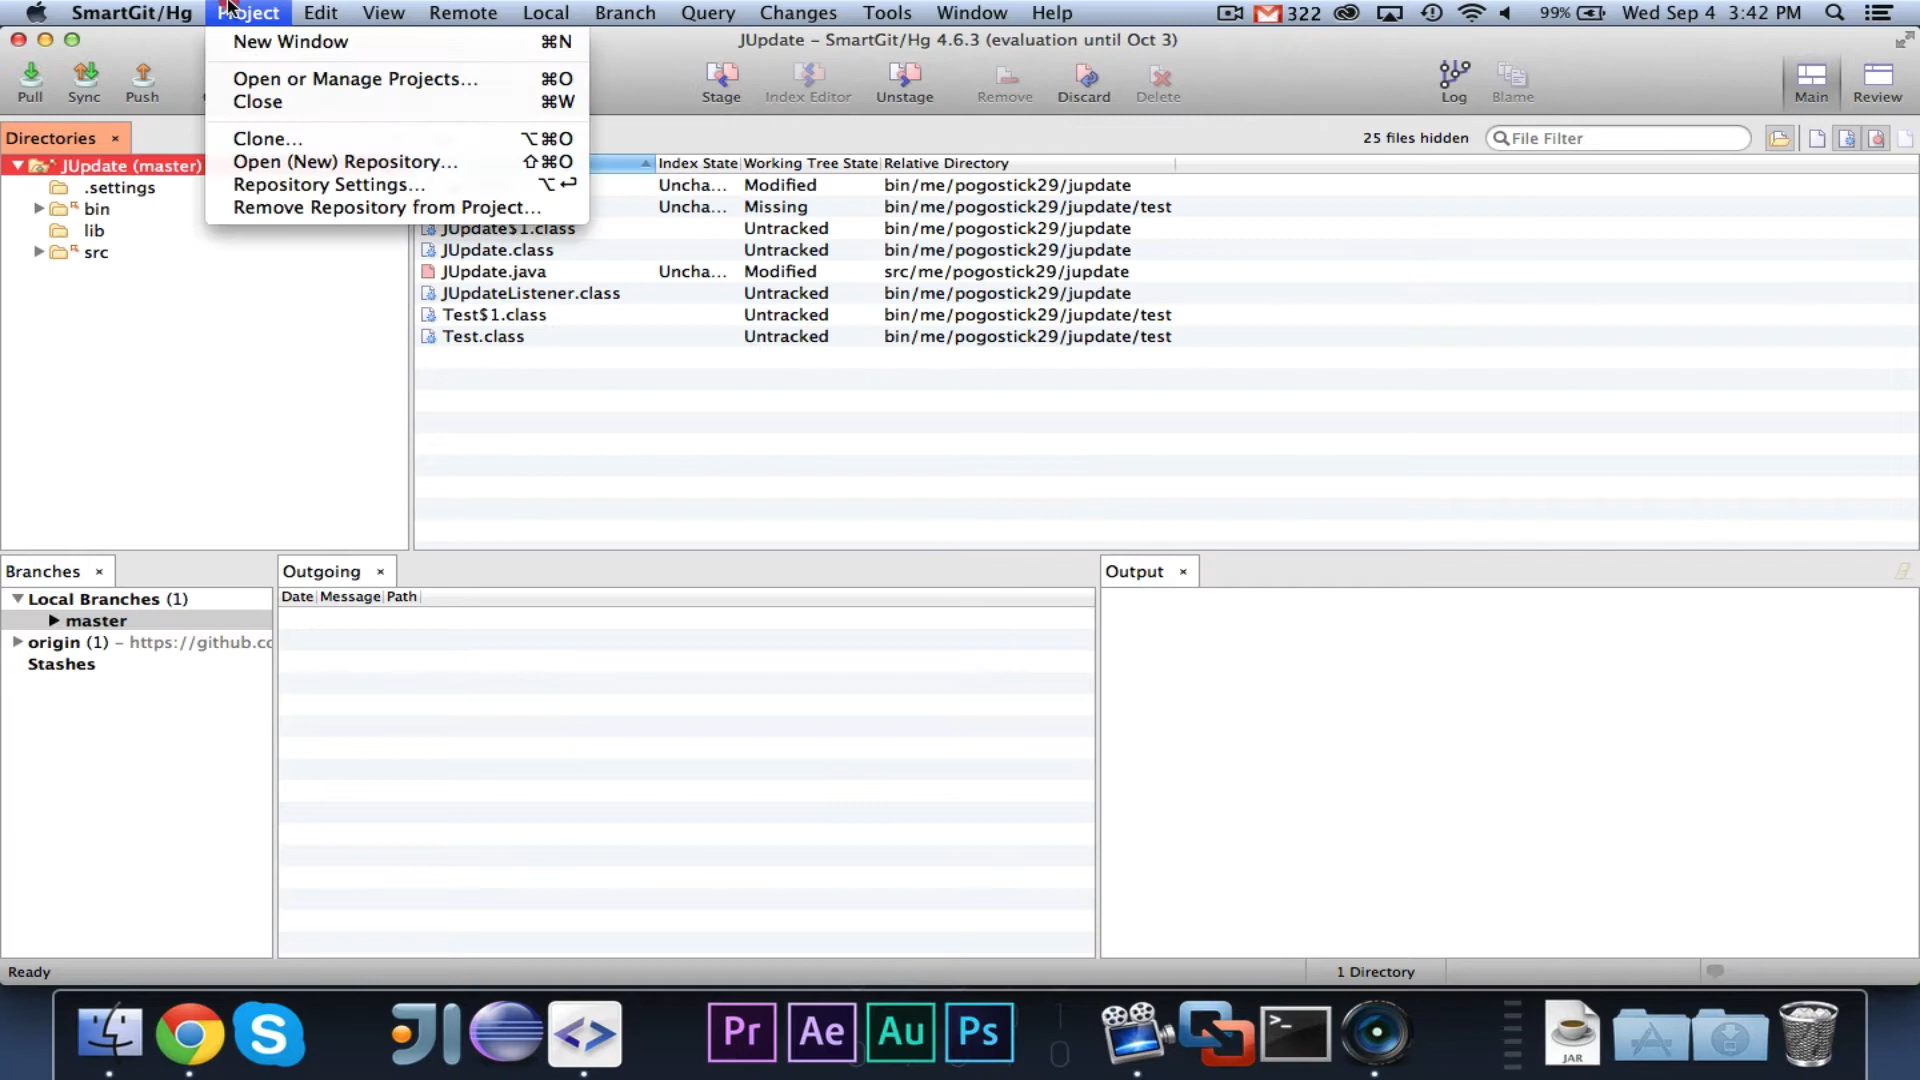 SmartGit/Hg Project Edit View Remote Local Branch Query Changes Tools Window Help 322 99% Wed Sep 4 3:42 PM
JUpdate – SmartGit/Hg 4.6.3 (evaluation until Oct 3)
New Window ⌘N
Open or Manage Projects... ⌘O
Close ⌘W
Clone... ⌥⌘O
Open (New) Repository... ⇧⌘O
Repository Settings... ⌥↩
Remove Repository from Project...
Pull Sync Push Stage Index Editor Unstage Remove Discard Delete Log Blame Main Review
Directories × 25 files hidden File Filter
JUpdate (master)
.settings
bin
lib
src
Index State Working Tree State Relative Directory
Uncha... Modified bin/me/pogostick29/jupdate
Uncha... Missing bin/me/pogostick29/jupdate/test
JUpdate$1.class Untracked bin/me/pogostick29/jupdate
JUpdate.class Untracked bin/me/pogostick29/jupdate
JUpdate.java Uncha... Modified src/me/pogostick29/jupdate
JUpdateListener.class Untracked bin/me/pogostick29/jupdate
Test$1.class Untracked bin/me/pogostick29/jupdate/test
Test.class Untracked bin/me/pogostick29/jupdate/test
Branches ×
Local Branches (1)
master
origin (1) – https://github.co
Stashes
Outgoing ×
Date Message Path
Output ×
Ready 1 Directory
Pr Ae Au Ps >_ JAR